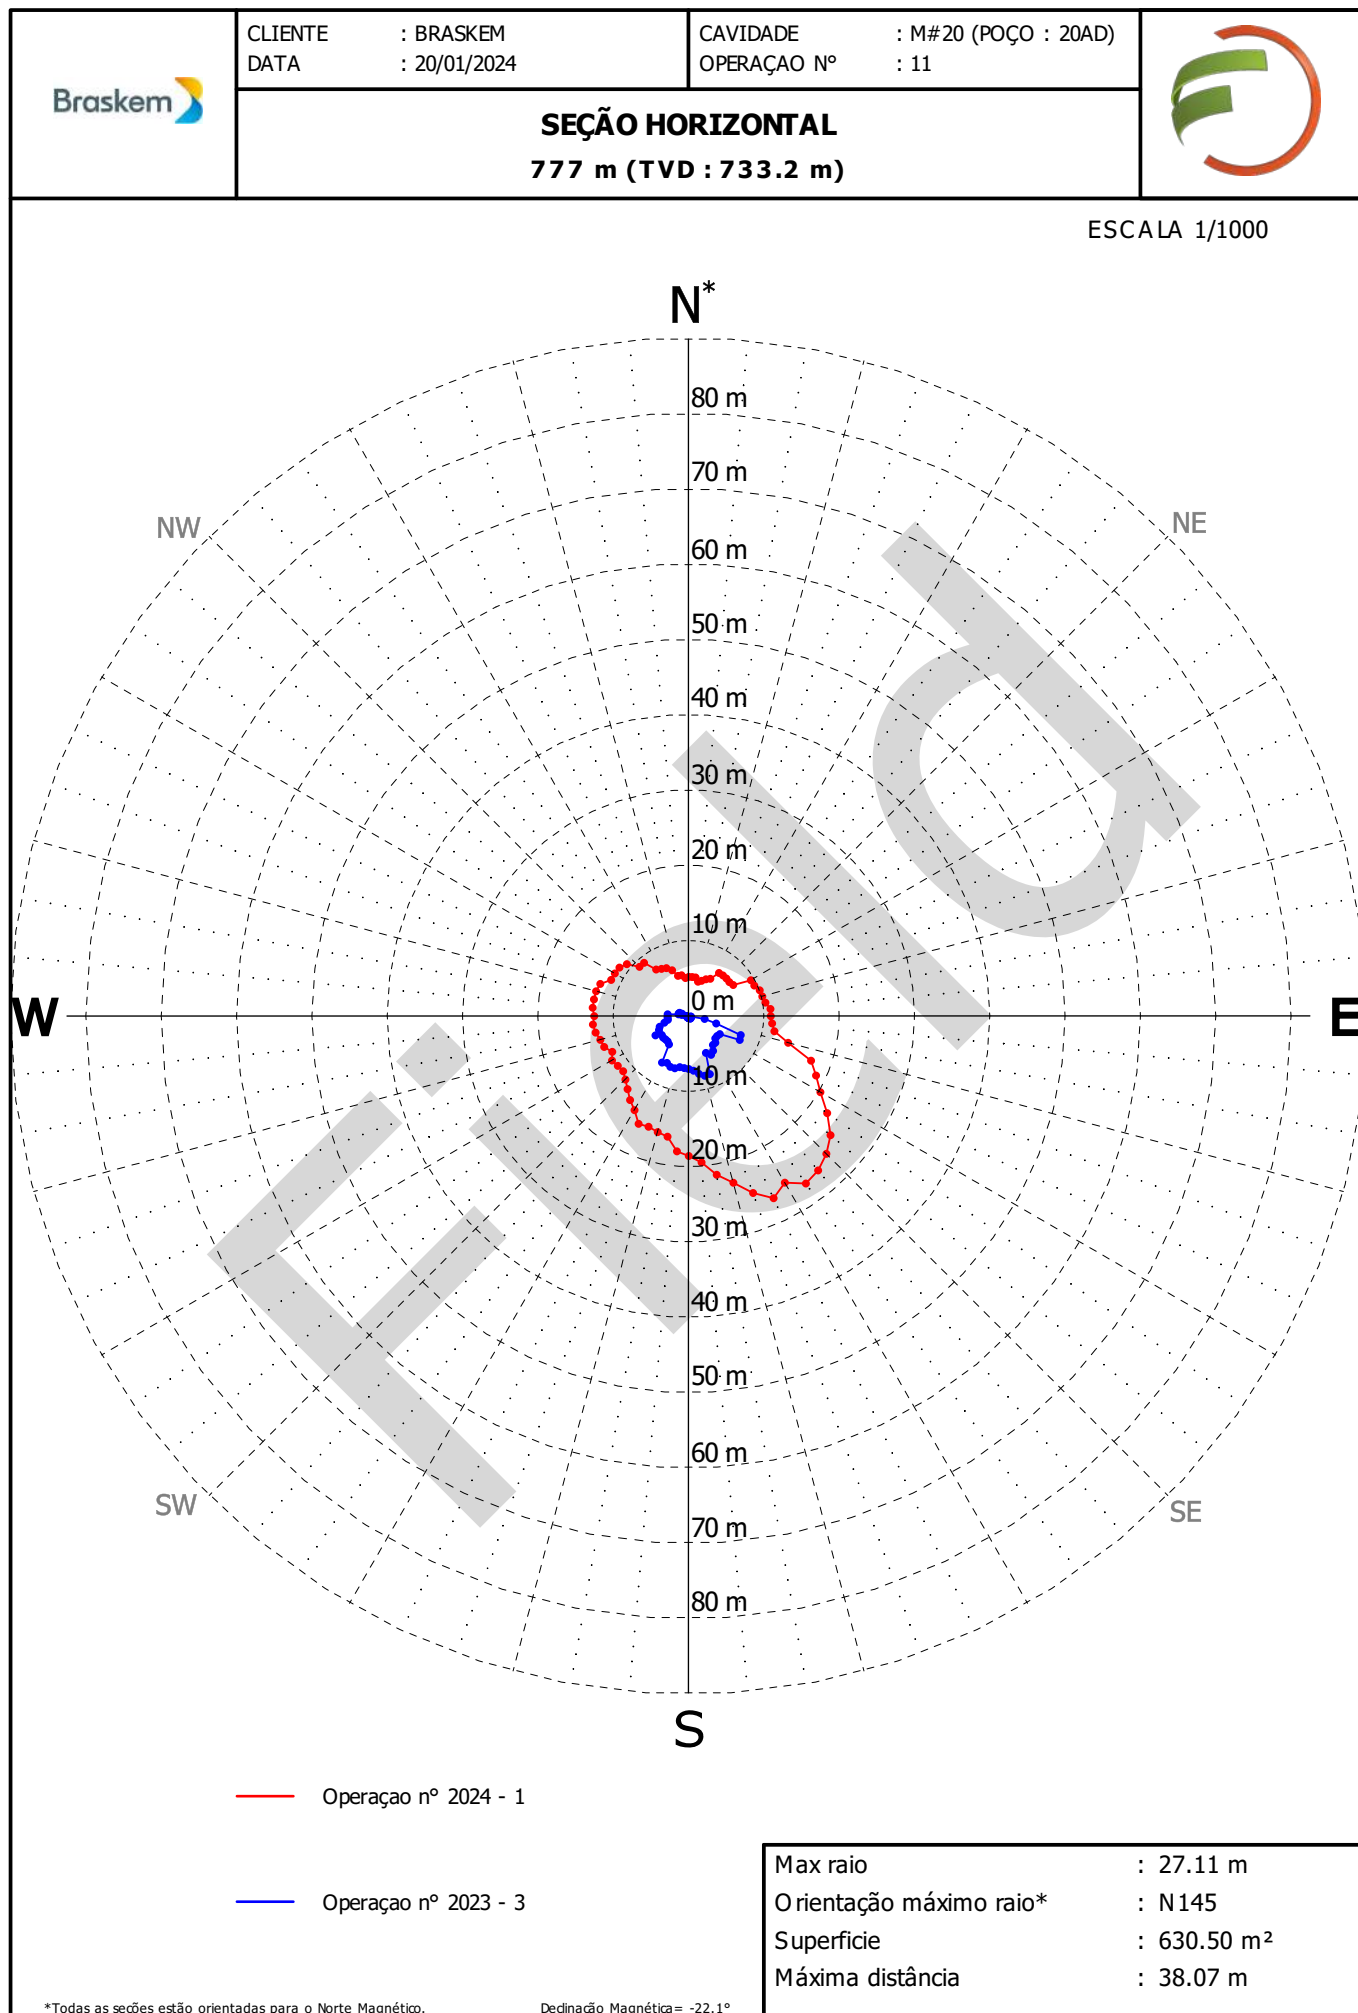 Braskem
CLIENTE : BRASKEM
DATA : 20/01/2024
CAVIDADE : M#20 (POÇO : 20AD)
OPERAÇAO N° : 11
SEÇÃO HORIZONTAL
777 m (TVD : 733.2 m)
ESCALA 1/1000
N*
80 m
70 m
NW
NE
60 m
50 m
40 m
30 m
20 m
10 m
0 m
W
E
10 m
20 m
30 m
40 m
50 m
60 m
SW
SE
70 m
80 m
S
Field
Operaçao n° 2024 - 1
Operaçao n° 2023 - 3
Max raio : 27.11 m
Orientação máximo raio* : N145
Superficie : 630.50 m²
Máxima distância : 38.07 m
*Todas as seções estão orientadas para o Norte Magnético. Declinação Magnética= -22.1°